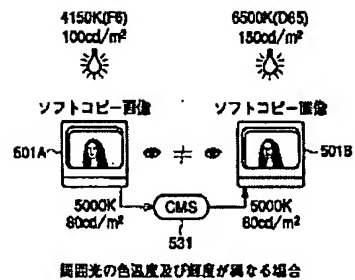 4150K(F6)
100cd/m²
6500K(D65)
150cd/m²
ソフトコピー画像
ソフトコピー画像
501A
≠
501B
5000K
80cd/m²
CMS
5000K
80cd/m²
531
周囲光の色温度及び輝度が異なる場合